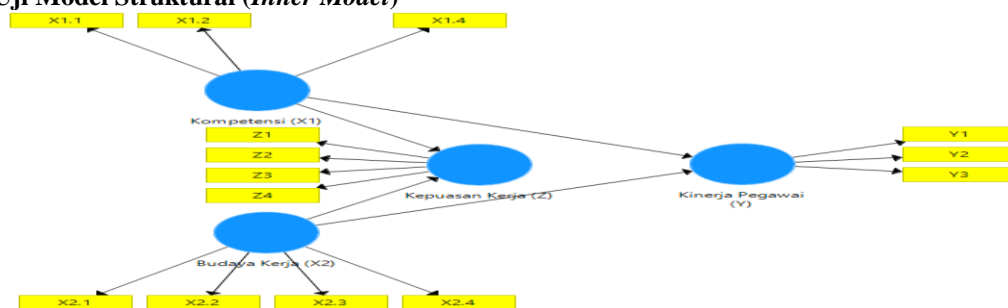 Uji Model Struktural (Inner Model)
X1.1 X1.2 X1.4
Kompetensi (X1)
Z1
Z2
Z3
Z4
Kepuasan Kerja (Z)
Y1
Y2
Y3
Kinerja Pegawai
(Y)
Budaya Kerja (X2)
X2.1 X2.2 X2.3 X2.4